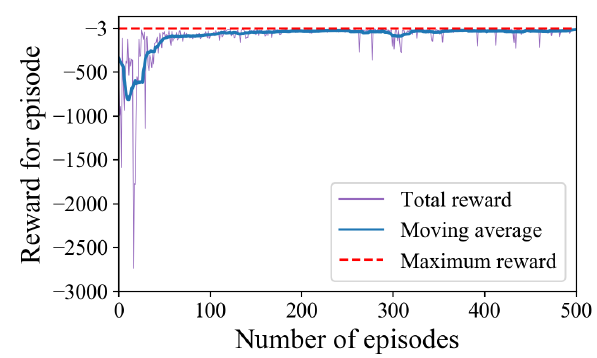 Reward for episode
−3
−500
−1000
−1500
−2000
−2500
−3000
0
100
200
300
400
500
Number of episodes
Total reward
Moving average
Maximum reward